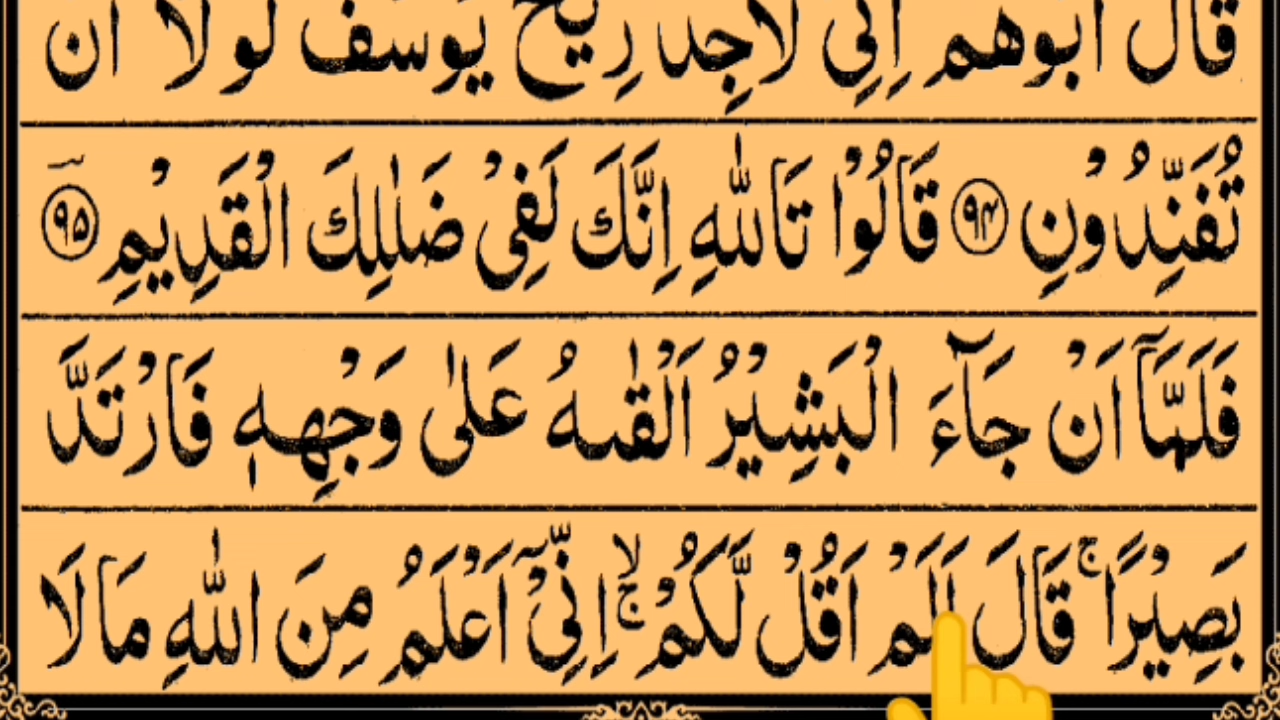 قَالَ اَبُوْهُمْ اِنِّیْ لَاَجِدُ رِیْحَ یُوْسُفَ لَوْلَاۤ اَنْ
تُفَنِّدُوْنِ ﴿۹۴﴾ قَالُوْا تَاللّٰهِ اِنَّكَ لَفِیْ ضَلٰلِكَ الْقَدِیْمِ ﴿۹۵﴾
فَلَمَّاۤ اَنْ جَآءَ الْبَشِیْرُ اَلْقٰىهُ عَلٰی وَجْهِهٖ فَارْتَدَّ
بَصِیْرًا ۚ قَالَ اَلَمْ اَقُلْ لَّكُمْ ۙۚ اِنِّیْۤ اَعْلَمُ مِنَ اللّٰهِ مَا لَا